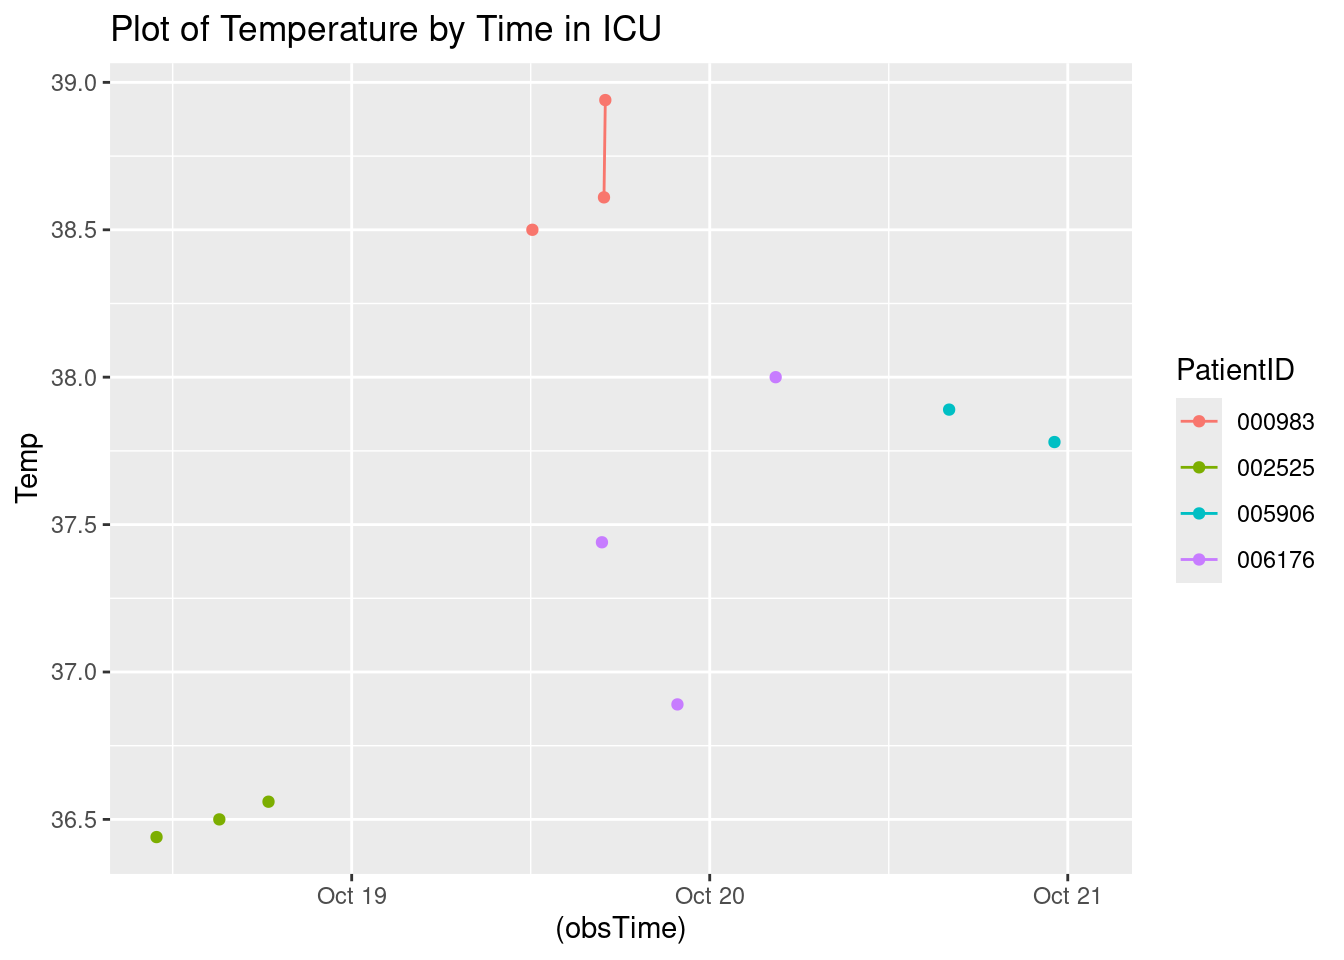 Plot of Temperature by Time in ICU
39.0
38.5
38.0
37.5
37.0
36.5
Temp
Oct 19
Oct 20
Oct 21
(obsTime)
PatientID
000983
002525
005906
006176